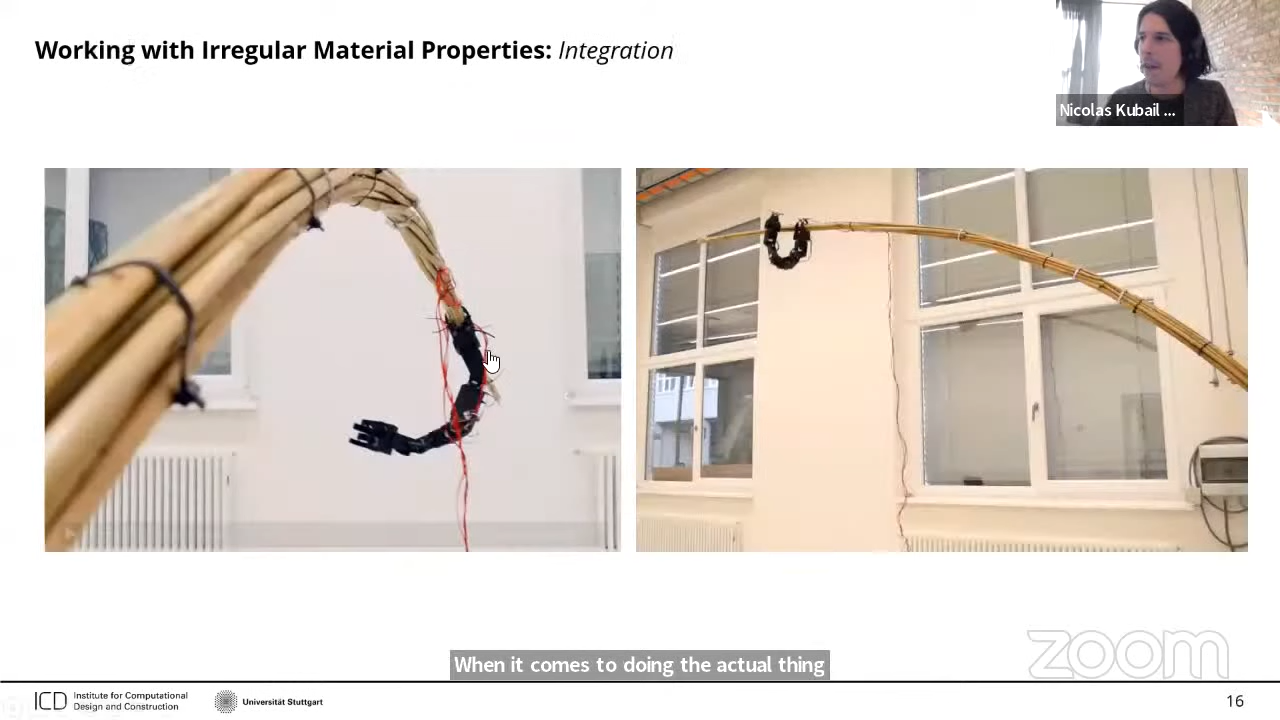 Working with Irregular Material Properties: Integration
Nicolas Kubail ...
When it comes to doing the actual thing
zoom
ICD
Institute for Computational
Design and Construction
Universität Stuttgart
16